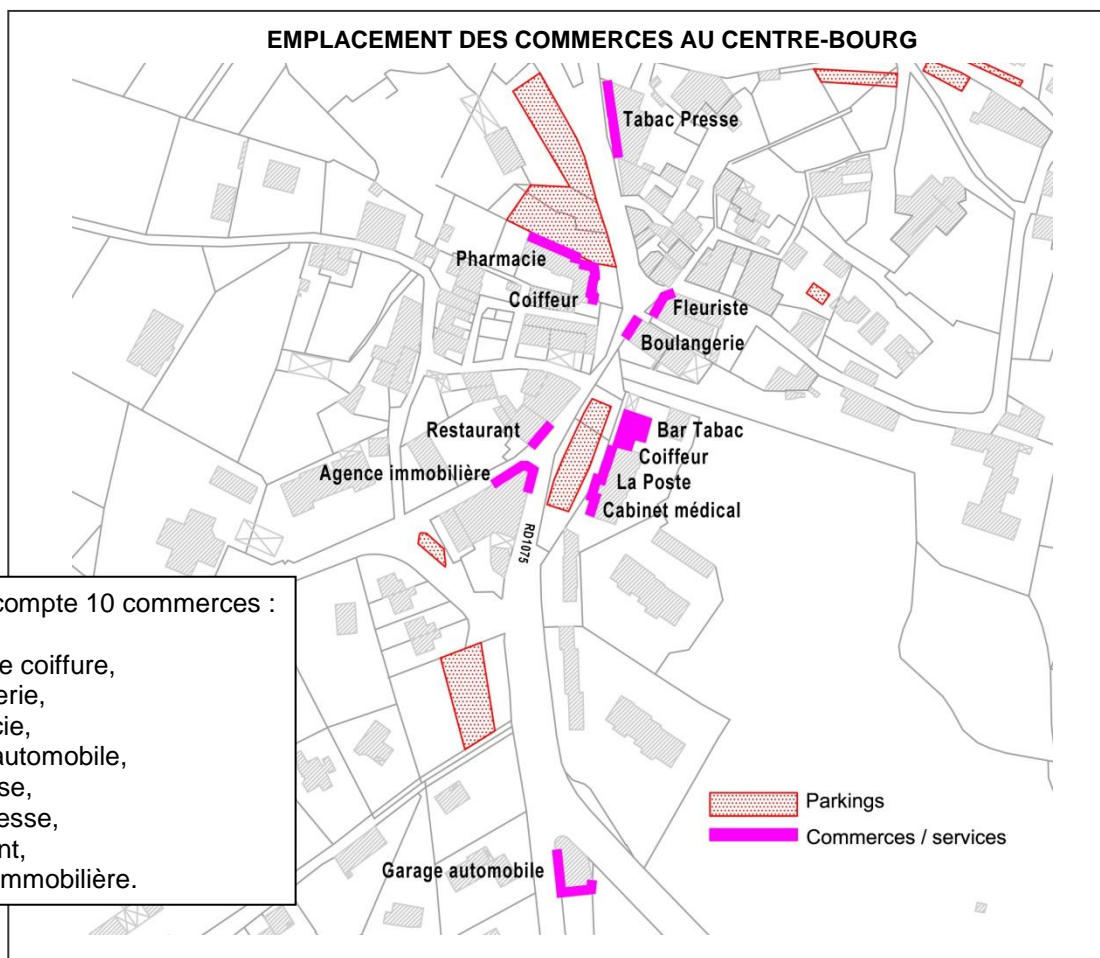 EMPLACEMENT DES COMMERCES AU CENTRE-BOURG
Tabac Presse
Pharmacie
Coiffeur
Fleuriste
Boulangerie
Restaurant
Bar Tabac
Coiffeur
Agence immobilière
La Poste
Cabinet médical
RD1075
compte 10 commerces :
e coiffure,
erie,
cie,
automobile,
se,
esse,
nt,
immobilière.
Parkings
Commerces / services
Garage automobile